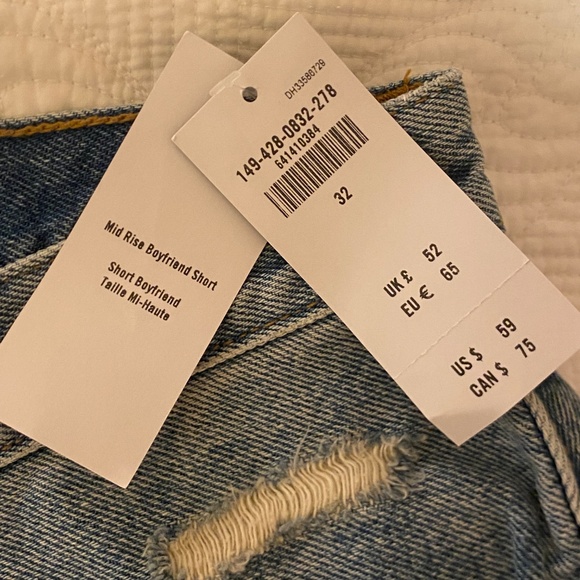 Mid Rise Boyfriend Short
Short Boyfriend
Taille Mi-Haute
DH33586729
149-428-0832-278
641410384
32
UK £ 52
EU € 65
US $ 59
CAN $ 75